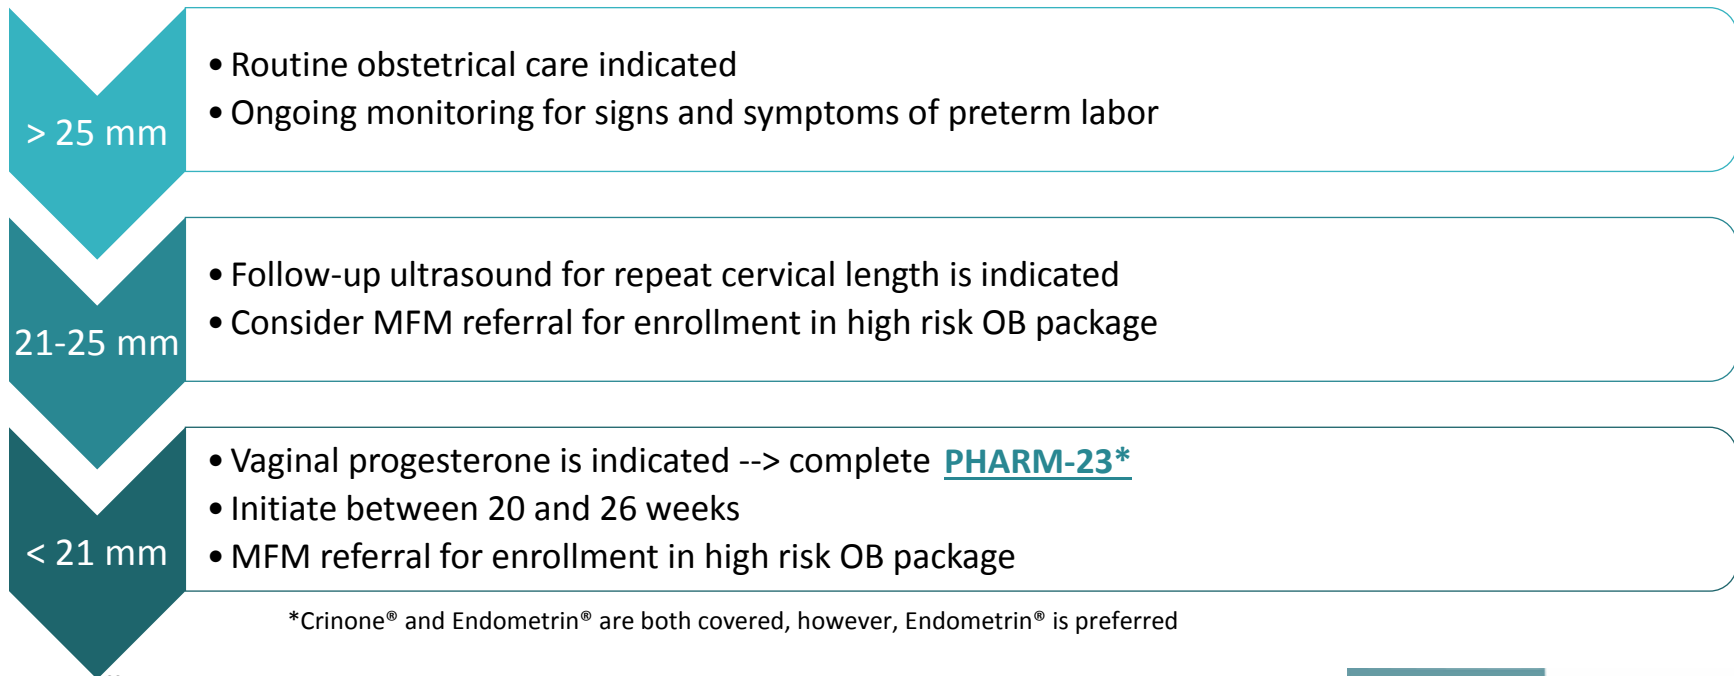 > 25 mm
• Routine obstetrical care indicated
• Ongoing monitoring for signs and symptoms of preterm labor
21-25 mm
• Follow-up ultrasound for repeat cervical length is indicated
• Consider MFM referral for enrollment in high risk OB package
< 21 mm
• Vaginal progesterone is indicated --> complete PHARM-23*
• Initiate between 20 and 26 weeks
• MFM referral for enrollment in high risk OB package
*Crinone® and Endometrin® are both covered, however, Endometrin® is preferred